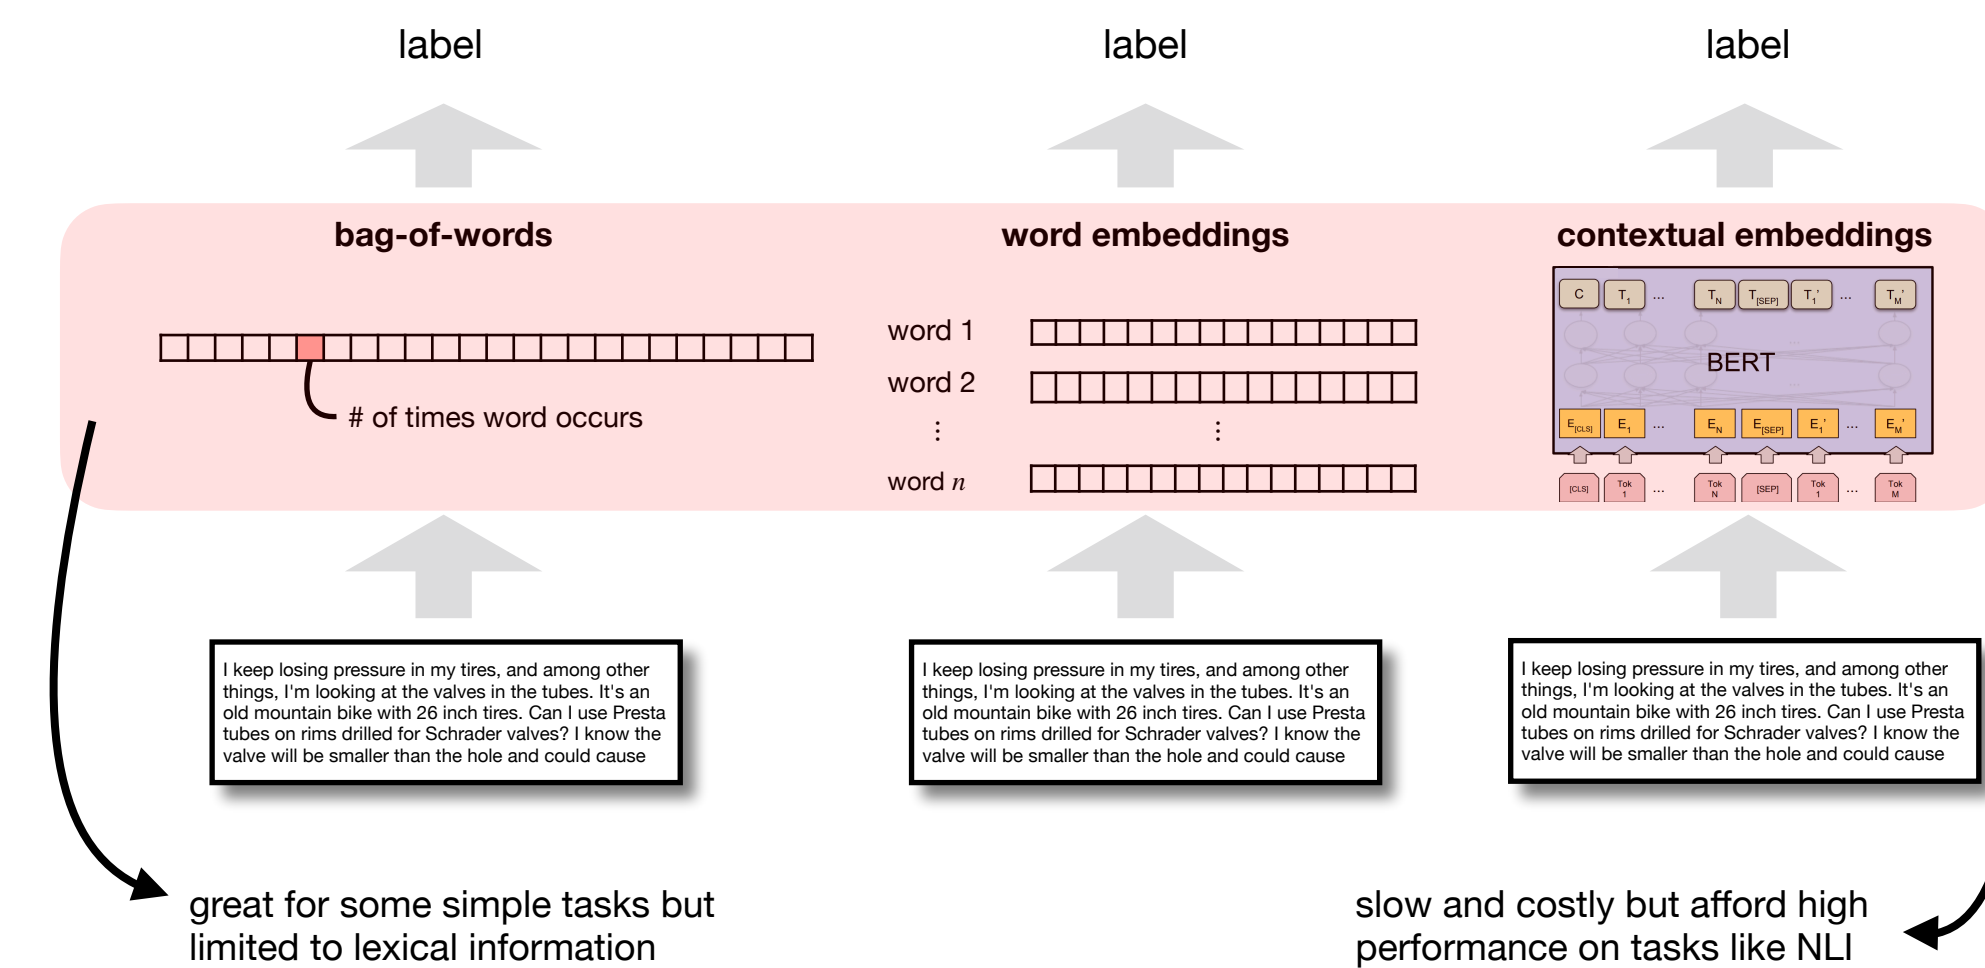 label
label
label
bag-of-words
word embeddings
contextual embeddings
# of times word occurs
word 1
word 2
⋮
⋮
word n
C T1 ... TN T[SEP] T1' ... TM'
BERT
E[CLS] E1 ... EN E[SEP] E1' ... EM'
[CLS] Tok 1 ... Tok N [SEP] Tok 1 ... Tok M
I keep losing pressure in my tires, and among other
things, I'm looking at the valves in the tubes. It's an
old mountain bike with 26 inch tires. Can I use Presta
tubes on rims drilled for Schrader valves? I know the
valve will be smaller than the hole and could cause
I keep losing pressure in my tires, and among other
things, I'm looking at the valves in the tubes. It's an
old mountain bike with 26 inch tires. Can I use Presta
tubes on rims drilled for Schrader valves? I know the
valve will be smaller than the hole and could cause
I keep losing pressure in my tires, and among other
things, I'm looking at the valves in the tubes. It's an
old mountain bike with 26 inch tires. Can I use Presta
tubes on rims drilled for Schrader valves? I know the
valve will be smaller than the hole and could cause
great for some simple tasks but
limited to lexical information
slow and costly but afford high
performance on tasks like NLI